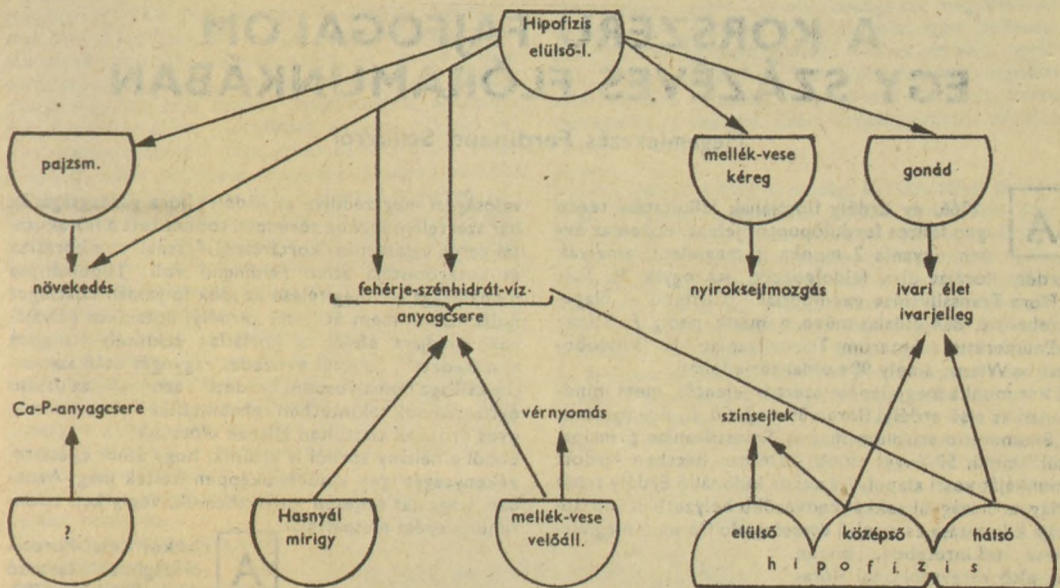 Hipofízis
elülső-l.
pajzsm.
mellék-vese
kéreg
gonád
növekedés
fehérje-szénhidrát-víz-
anyagcsere
nyiroksejtmozgás
ivari élet
ivarjelleg
Ca-P-anyagcsere
vérnyomás
színsejtek
?
Hasnyál
mirigy
mellék-vese
velőáll.
elülső
középső
hátsó
hipofízis